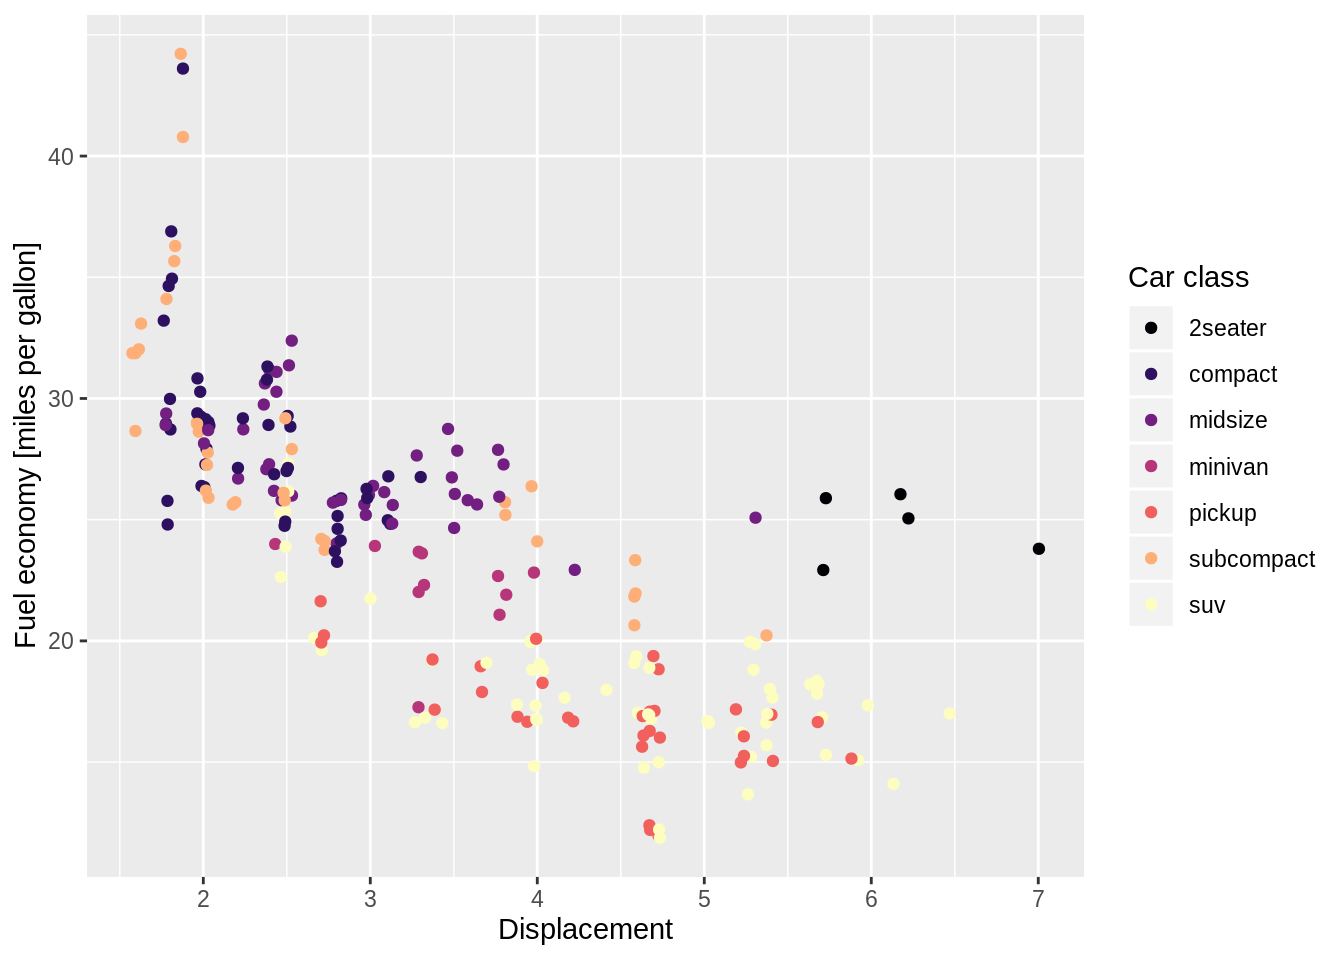 40
30
20
Fuel economy [miles per gallon]
2 3 4 5 6 7
Displacement
Car class
2seater
compact
midsize
minivan
pickup
subcompact
suv